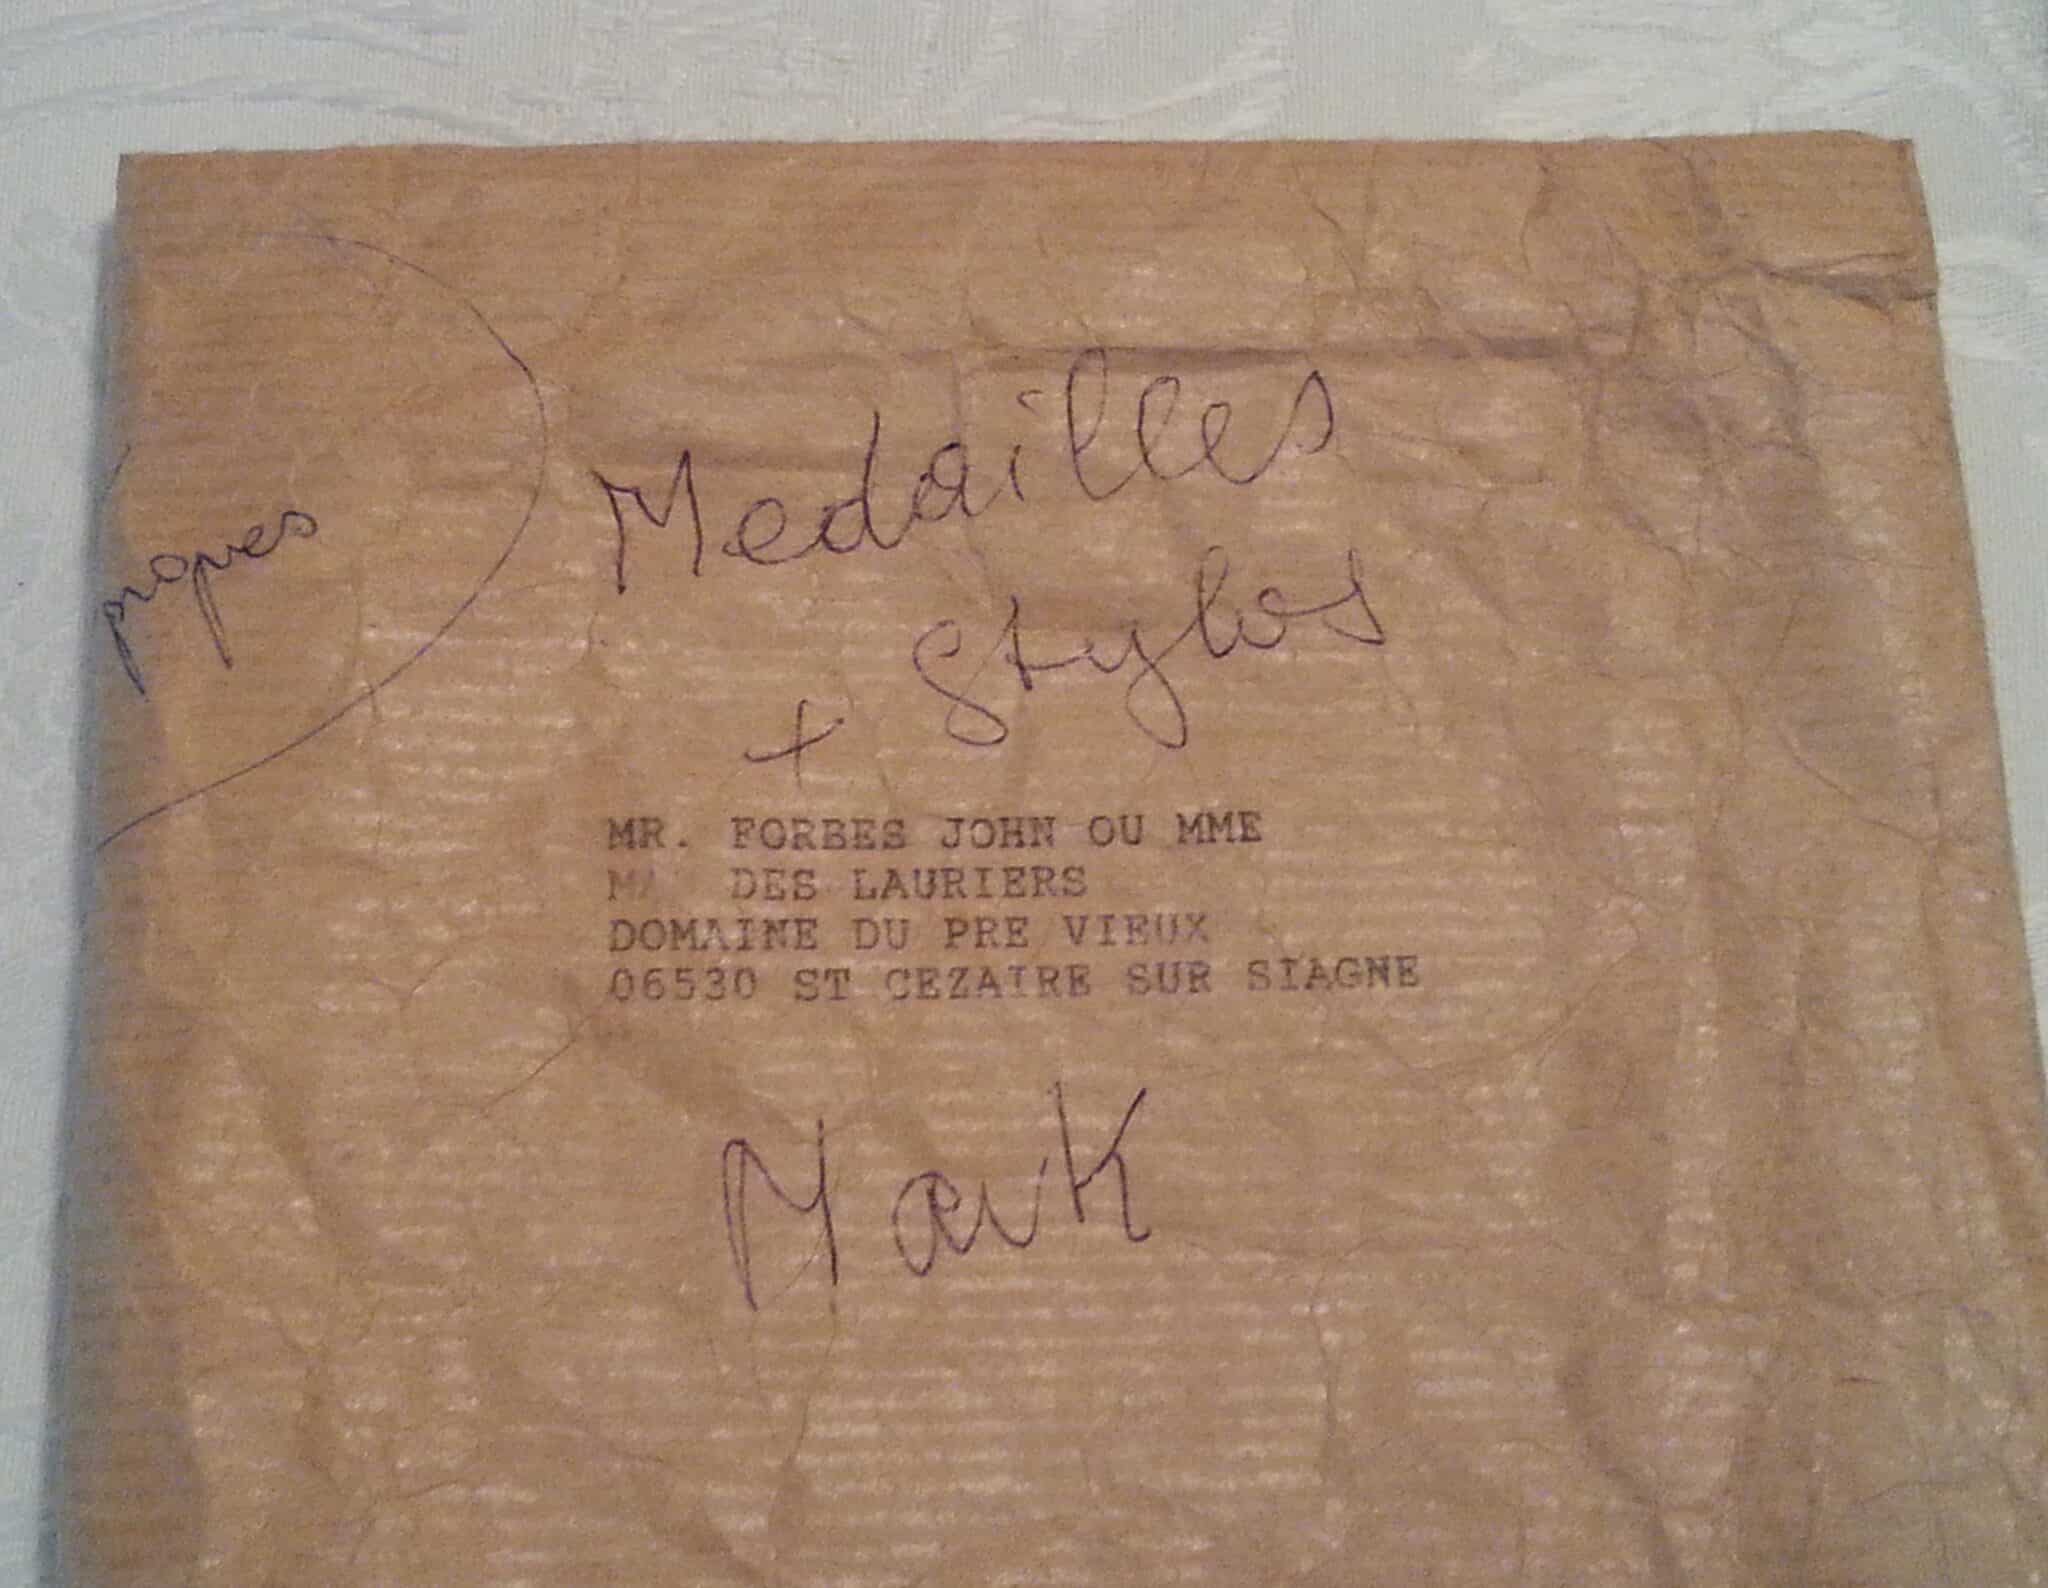 propres
Medailles
+ Stylos
MR. FORBES JOHN OU MME
DES LAURIERS
DOMAINE DU PRE VIEUX
06530 ST CEZAIRE SUR SIAGNE
Mark